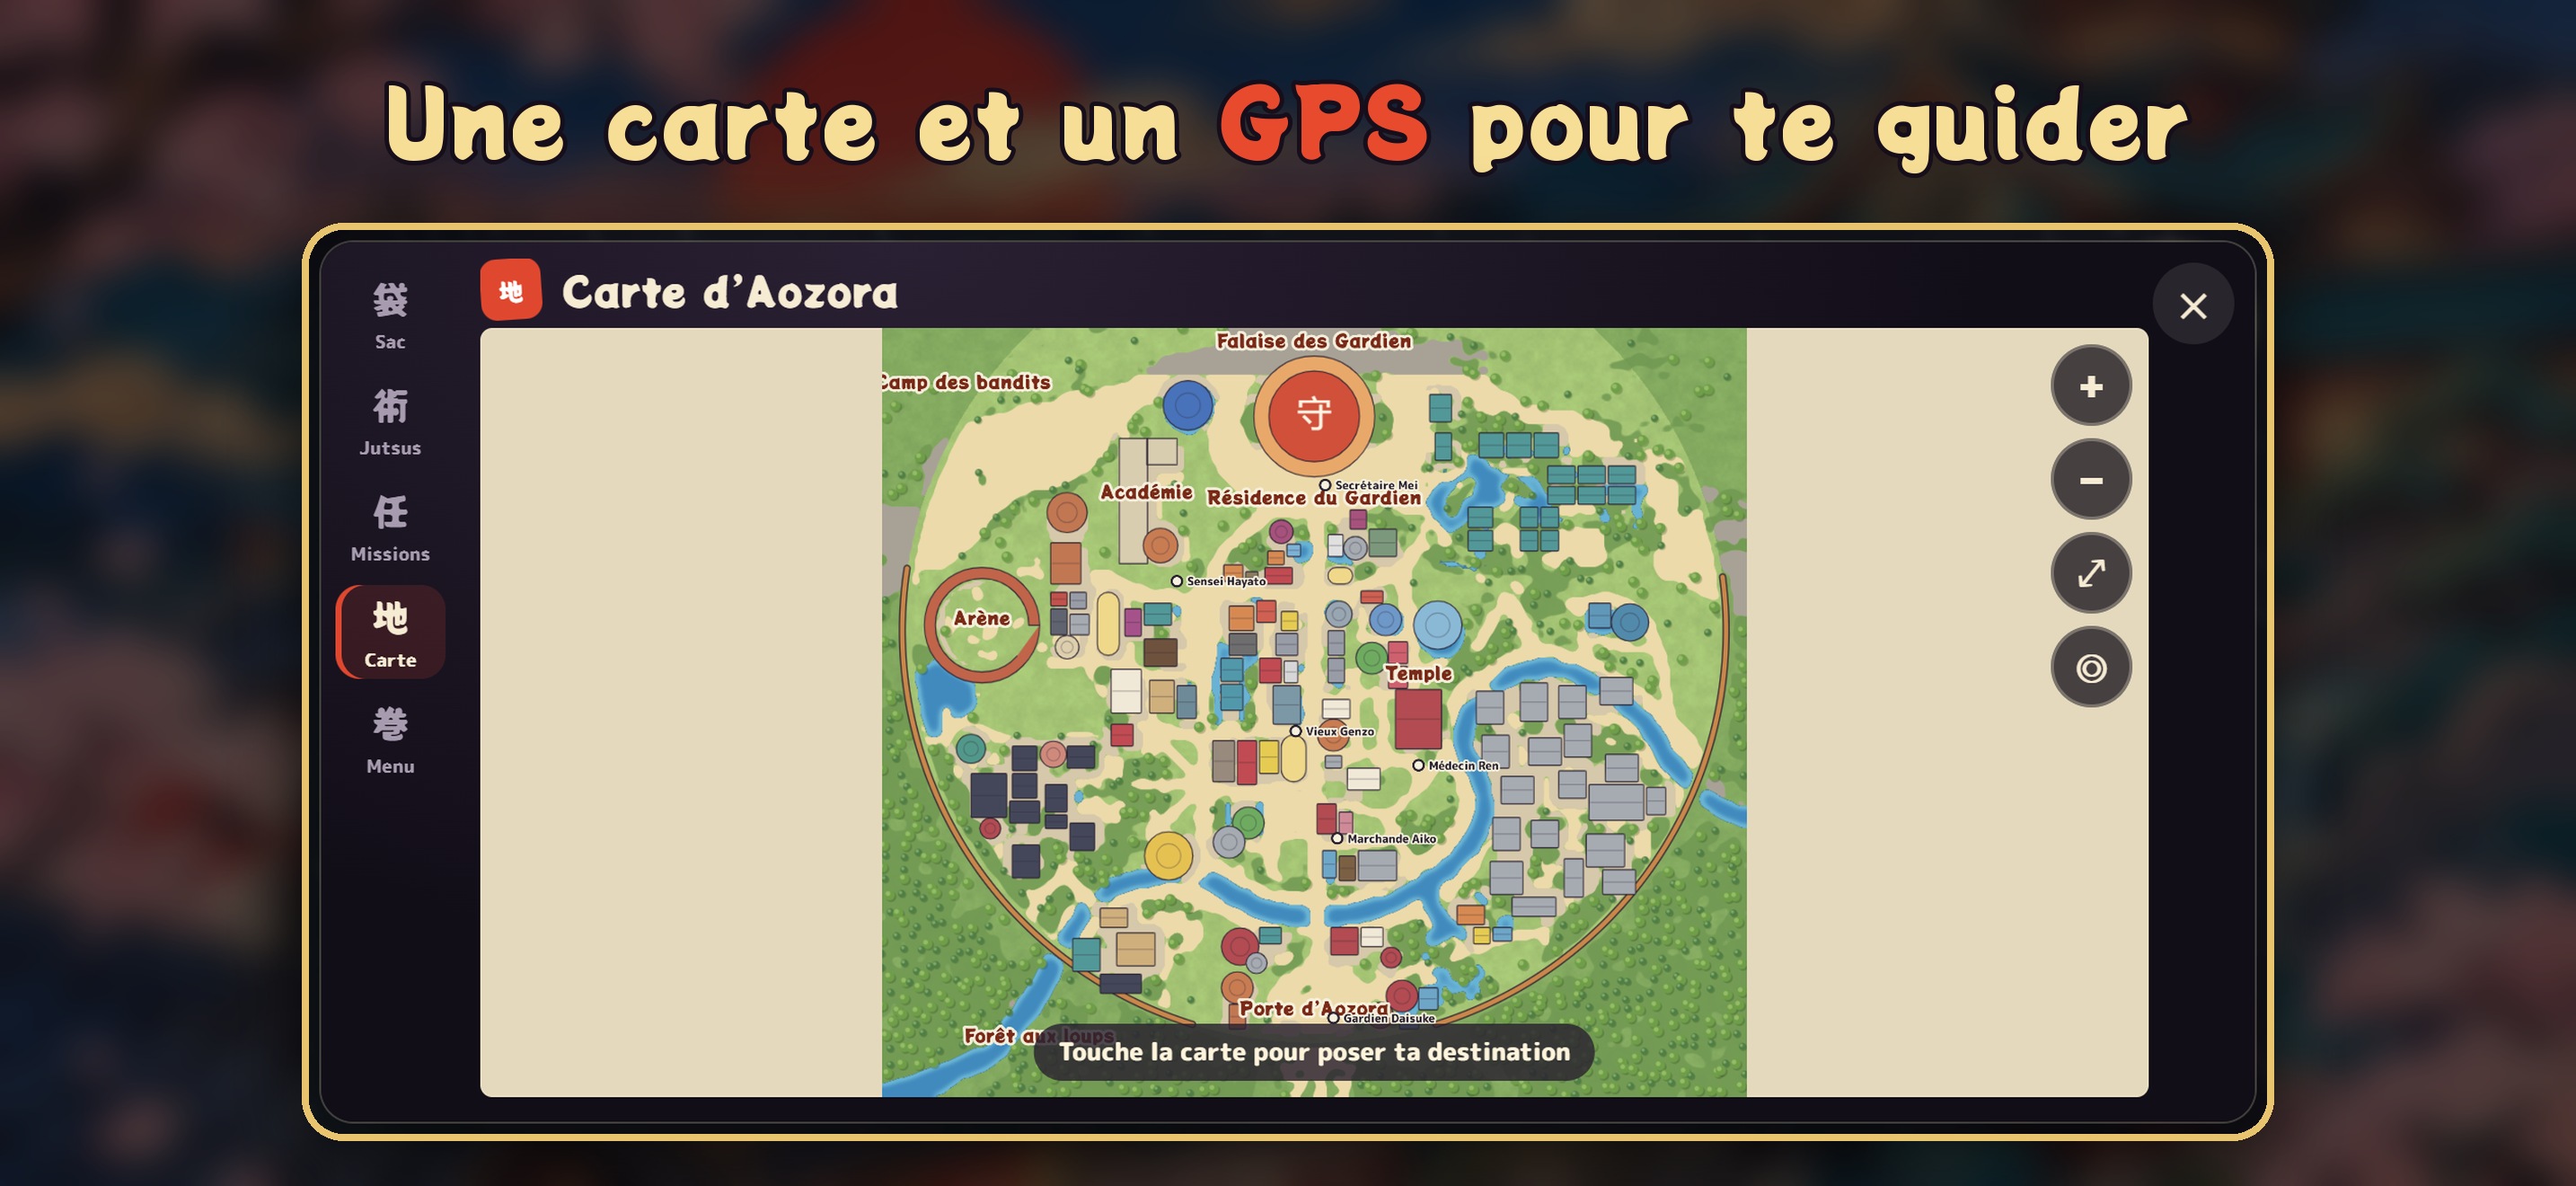 Une carte et un GPS pour te guider
地 Carte d'Aozora
袋
Sac
術
Jutsus
任
Missions
地
Carte
巻
Menu
Falaise des Gardien
Camp des bandits
守
Secrétaire Mei
Académie
Résidence du Gardien
Sensei Hayato
Arène
Temple
Vieux Genzo
Médecin Ren
Marchande Aiko
Porte d'Aozora
Gardien Daisuke
Forêt aux loups
Touche la carte pour poser ta destination